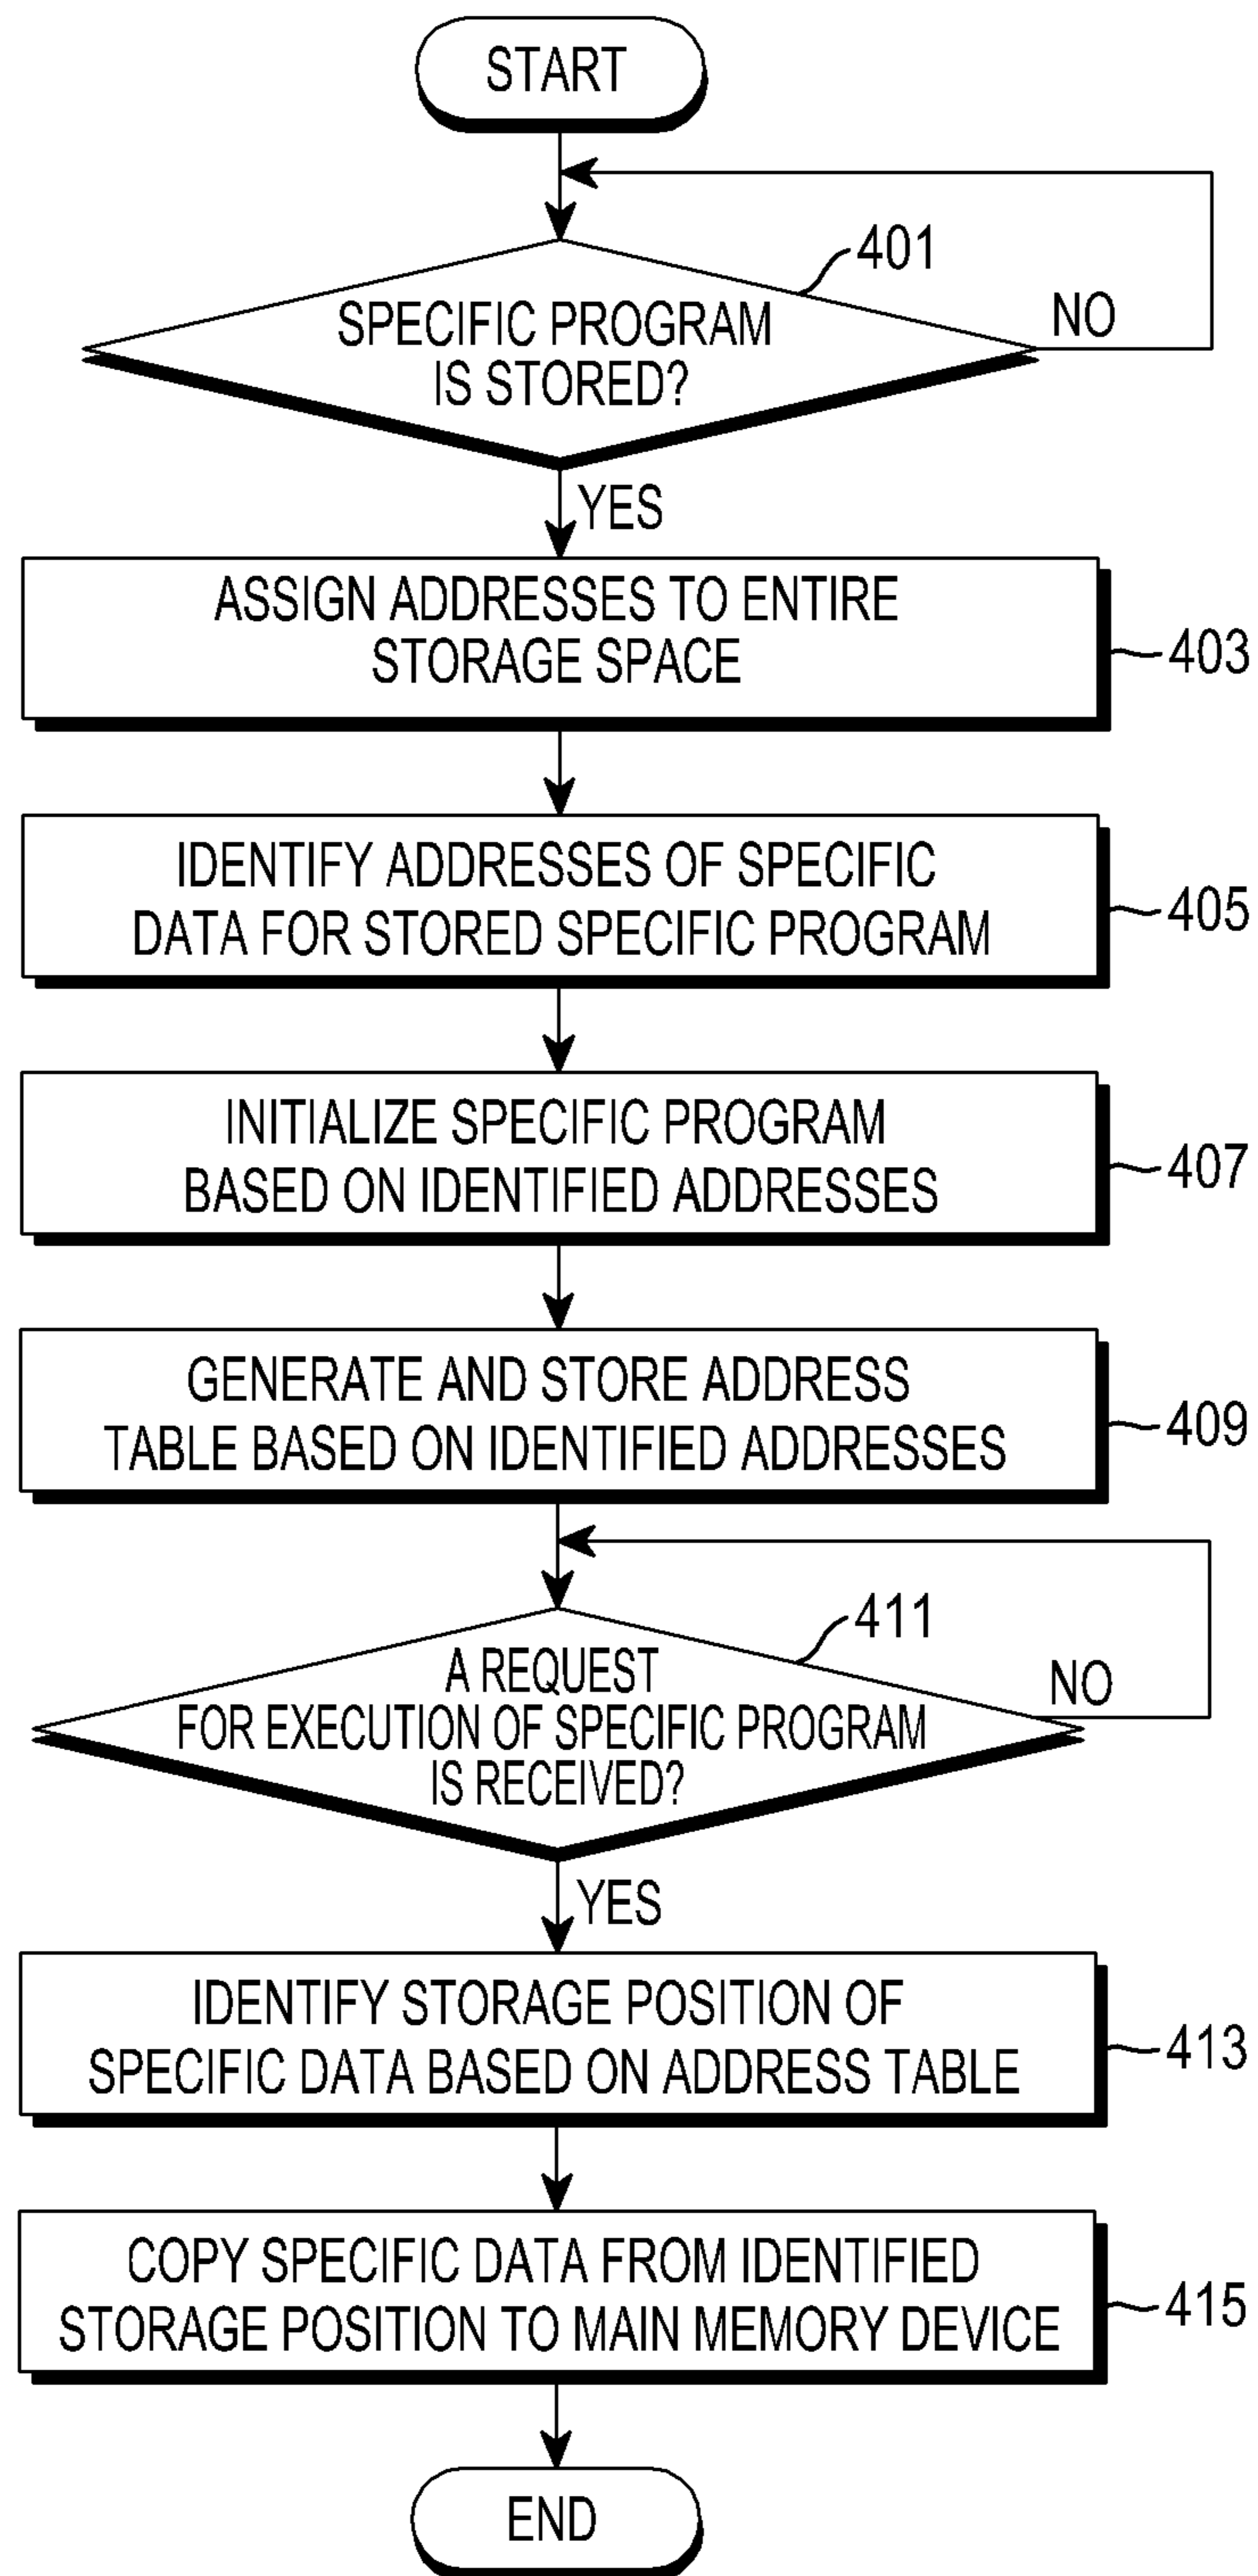 START
401
SPECIFIC PROGRAM
IS STORED?
NO
YES
ASSIGN ADDRESSES TO ENTIRE
STORAGE SPACE
403
IDENTIFY ADDRESSES OF SPECIFIC
DATA FOR STORED SPECIFIC PROGRAM
405
INITIALIZE SPECIFIC PROGRAM
BASED ON IDENTIFIED ADDRESSES
407
GENERATE AND STORE ADDRESS
TABLE BASED ON IDENTIFIED ADDRESSES
409
411
A REQUEST
FOR EXECUTION OF SPECIFIC PROGRAM
IS RECEIVED?
NO
YES
IDENTIFY STORAGE POSITION OF
SPECIFIC DATA BASED ON ADDRESS TABLE
413
COPY SPECIFIC DATA FROM IDENTIFIED
STORAGE POSITION TO MAIN MEMORY DEVICE
415
END